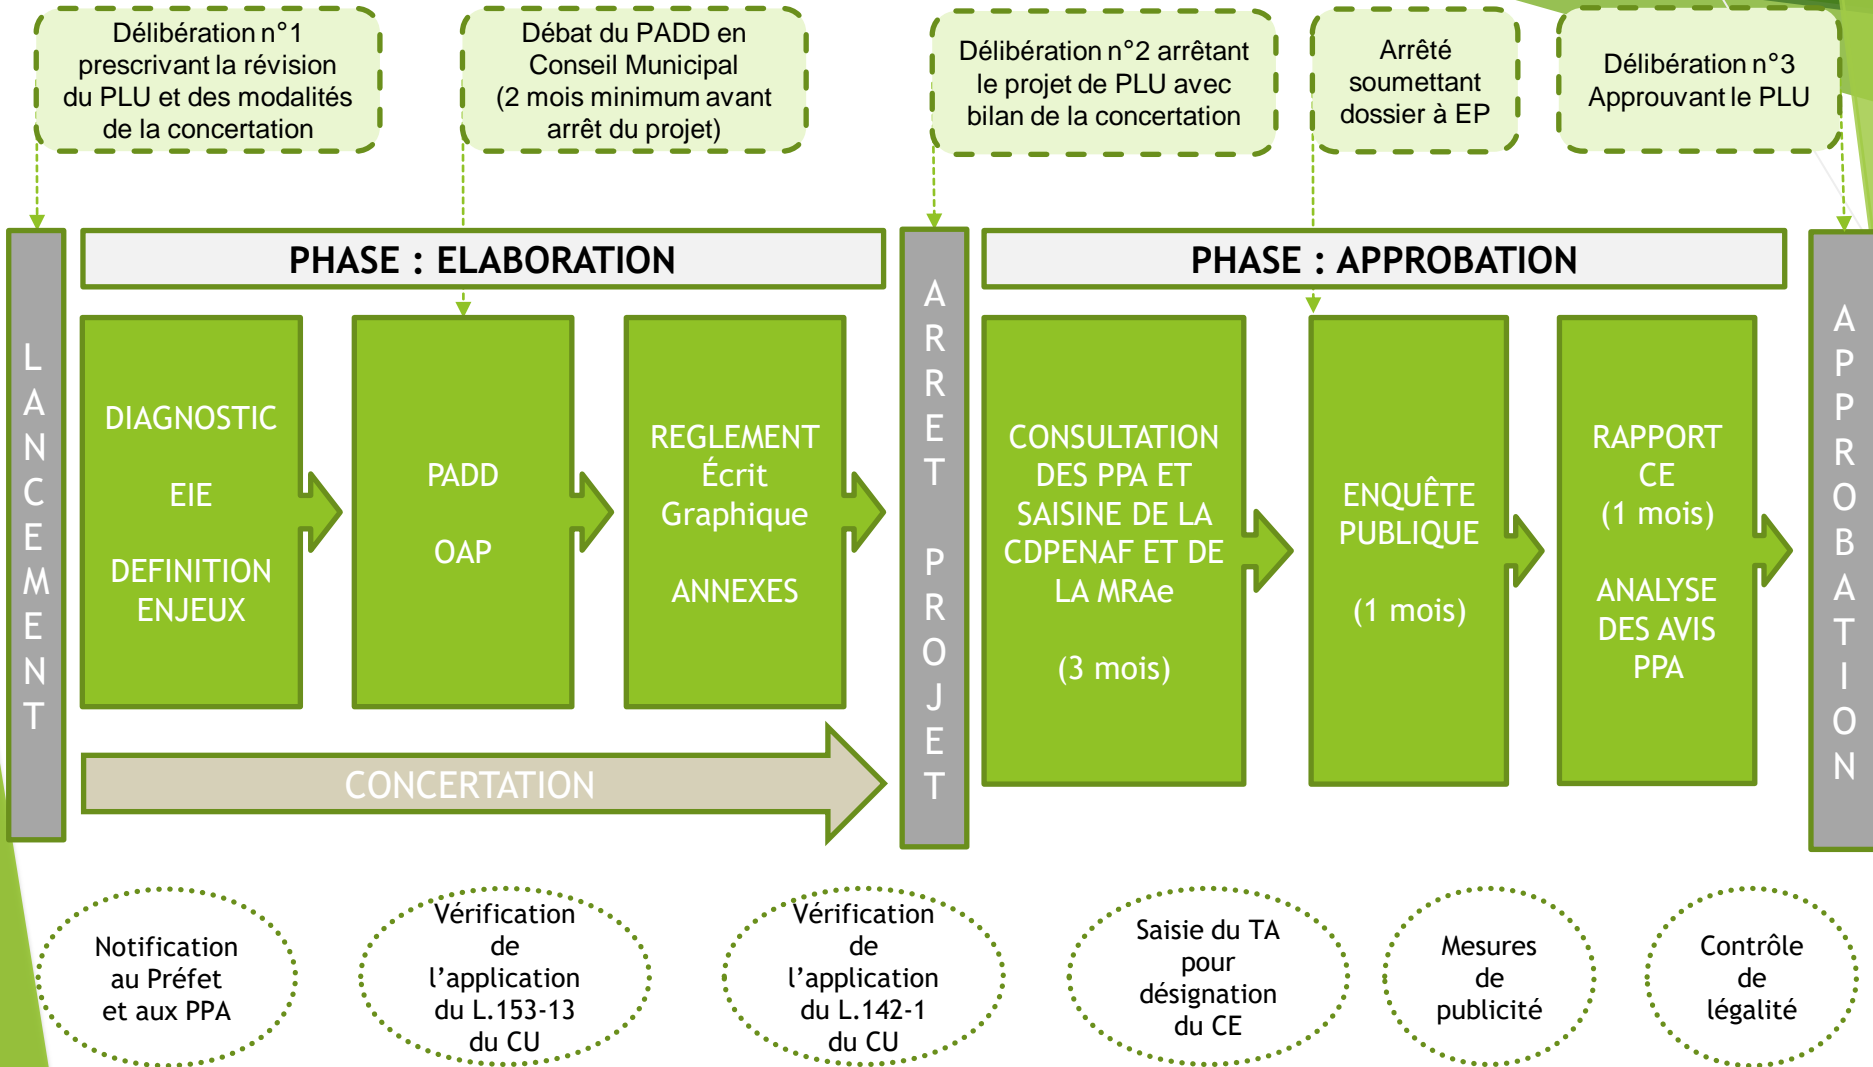 Délibération n°1
prescrivant la révision
du PLU et des modalités
de la concertation
Débat du PADD en
Conseil Municipal
(2 mois minimum avant
arrêt du projet)
Délibération n°2 arrêtant
le projet de PLU avec
bilan de la concertation
Arrêté
soumettant
dossier à EP
Délibération n°3
Approuvant le PLU
LANCEMENT
PHASE : ELABORATION
DIAGNOSTIC
EIE
DEFINITION
ENJEUX
PADD
OAP
REGLEMENT
Écrit
Graphique
ANNEXES
CONCERTATION
ARRET PROJET
PHASE : APPROBATION
CONSULTATION
DES PPA ET
SAISINE DE LA
CDPENAF ET DE
LA MRAe
(3 mois)
ENQUÊTE
PUBLIQUE
(1 mois)
RAPPORT
CE
(1 mois)
ANALYSE
DES AVIS
PPA
APPROBATION
Notification
au Préfet
et aux PPA
Vérification
de
l’application
du L.153-13
du CU
Vérification
de
l’application
du L.142-1
du CU
Saisie du TA
pour
désignation
du CE
Mesures
de
publicité
Contrôle
de
légalité